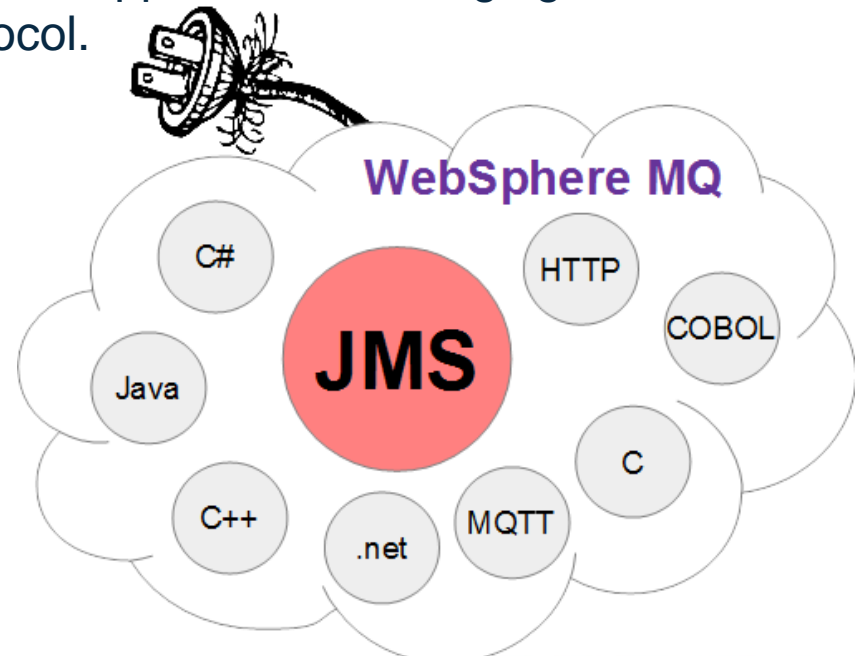 ocol.
WebSphere MQ
C#
HTTP
JMS
COBOL
Java
C
C++
MQTT
.net